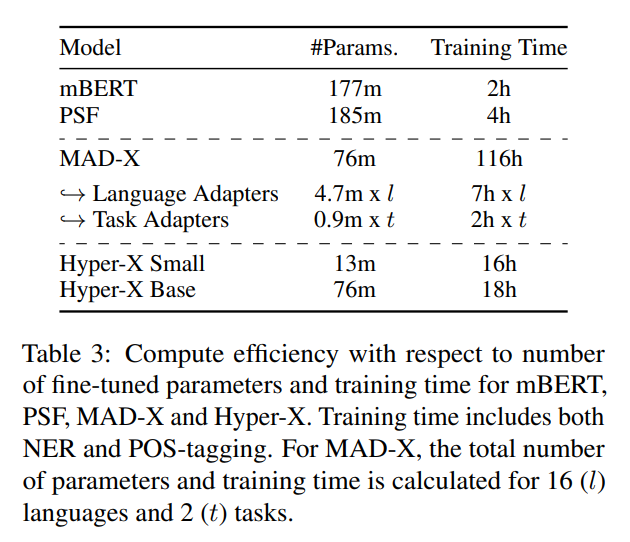 Model #Params. Training Time
mBERT 177m 2h
PSF 185m 4h
MAD-X 76m 116h
↪ Language Adapters 4.7m x l 7h x l
↪ Task Adapters 0.9m x t 2h x t
Hyper-X Small 13m 16h
Hyper-X Base 76m 18h
Table 3: Compute efficiency with respect to number
of fine-tuned parameters and training time for mBERT,
PSF, MAD-X and Hyper-X. Training time includes both
NER and POS-tagging. For MAD-X, the total number
of parameters and training time is calculated for 16 (l)
languages and 2 (t) tasks.